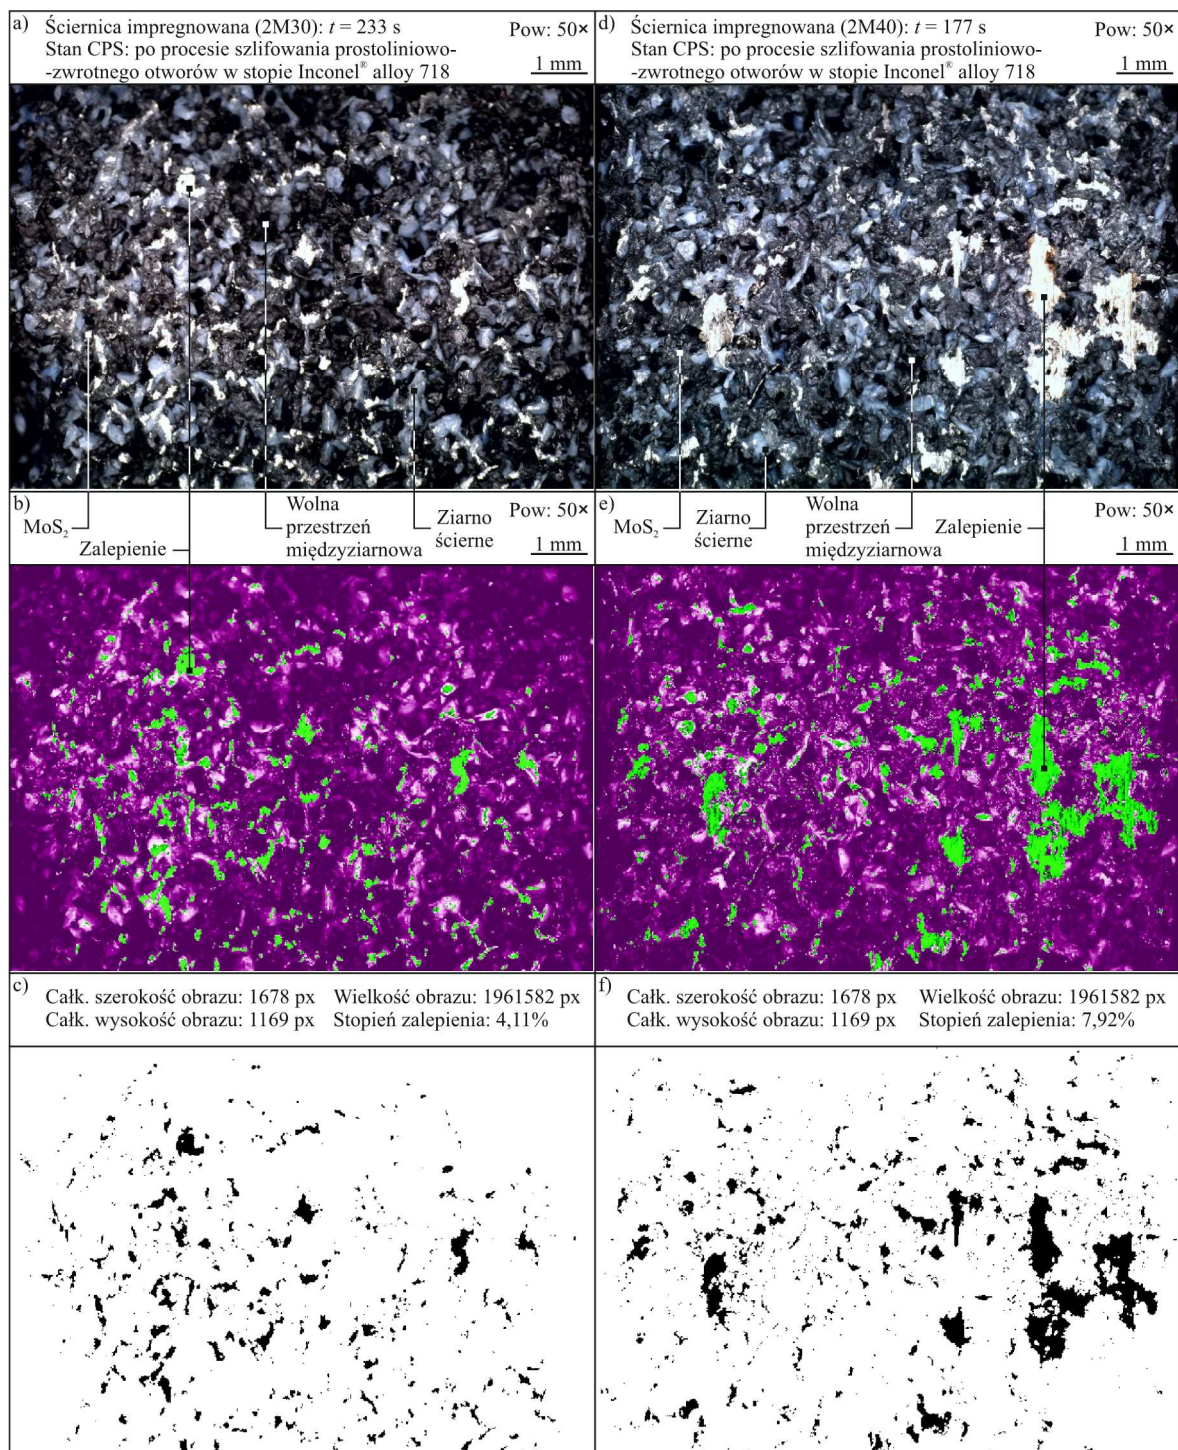 a) Ściernica impregnowana (2M30): t = 233 s Pow: 50×
Stan CPS: po procesie szlifowania prostoliniowo-
-zwrotnego otworów w stopie Inconel® alloy 718 1 mm
d) Ściernica impregnowana (2M40): t = 177 s Pow: 50×
Stan CPS: po procesie szlifowania prostoliniowo-
-zwrotnego otworów w stopie Inconel® alloy 718 1 mm
b) Pow: 50×
MoS₂
Zalepienie
Wolna
przestrzeń
międzyziarnowa
Ziarno
ścierne
1 mm
e) Pow: 50×
MoS₂
Ziarno
ścierne
Wolna
przestrzeń
międzyziarnowa
Zalepienie
1 mm
c)
Całk. szerokość obrazu: 1678 px Wielkość obrazu: 1961582 px
Całk. wysokość obrazu: 1169 px Stopień zalepienia: 4,11%
f)
Całk. szerokość obrazu: 1678 px Wielkość obrazu: 1961582 px
Całk. wysokość obrazu: 1169 px Stopień zalepienia: 7,92%